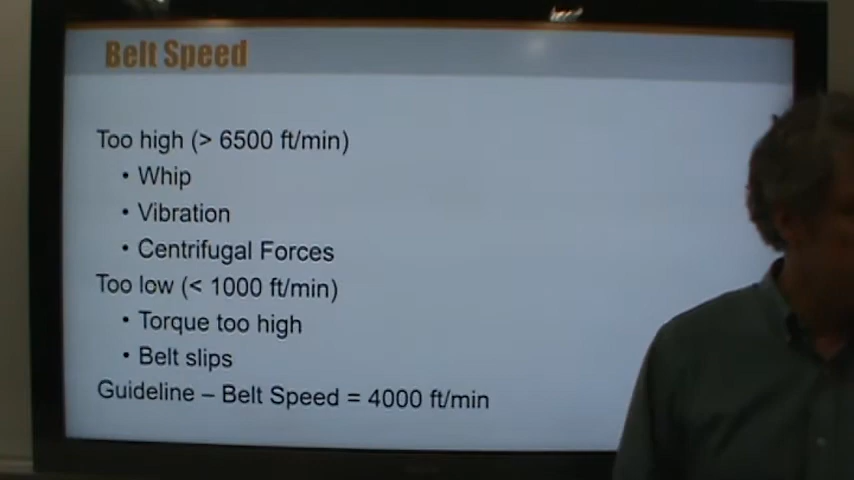 Belt Speed
Too high (> 6500 ft/min)
• Whip
• Vibration
• Centrifugal Forces
Too low (< 1000 ft/min)
• Torque too high
• Belt slips
Guideline – Belt Speed = 4000 ft/min